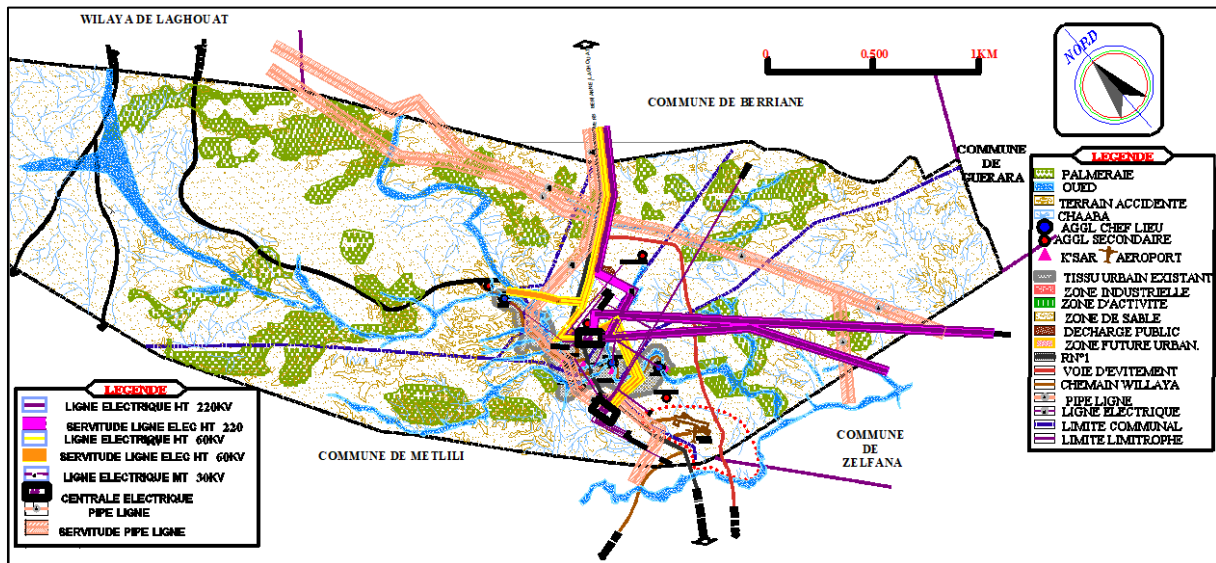 WILAYA DE LAGHOUAT
0
0.500
1KM
NORD
COMMUNE DE BERRIANE
COMMUNE
DE
GUERARA
COMMUNE DE METLILI
COMMUNE
DE
ZELFANA
LEGENDE
PALMERAIE
OUED
TERRAIN ACCIDENTE
CHAABA
AGGL CHEF LIEU
AGGL SECONDAIRE
K'SAR AEROPORT
TISSU URBAIN EXISTANT
ZONE INDUSTRIELLE
ZONE D'ACTIVITE
ZONE DE SABLE
DECHARGE PUBLIC
ZONE FUTURE URBAN.
RN°1
VOIE D'EVITEMENT
CHEMAIN WILLAYA
PIPE LIGNE
LIGNE ELECTRIQUE
LIMITE COMMUNAL
LIMITE LIMITROPHE
LEGENDE
LIGNE ELECTRIQUE HT 220KV
SERVITUDE LIGNE ELEC HT 220
LIGNE ELECTRIQUE HT 60KV
SERVITUDE LIGNE ELEC HT 60KV
LIGNE ELECTRIQUE MT 30KV
CENTRALE ELECTRIQUE
PIPE LIGNE
SERVITUDE PIPE LIGNE